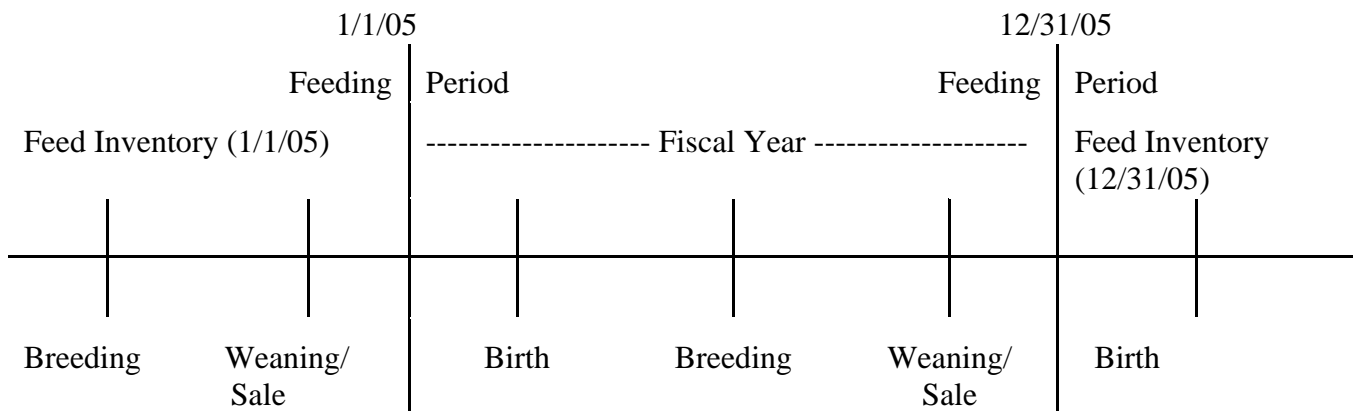 1/1/05 12/31/05
Feeding Period Feeding Period
Feed Inventory (1/1/05) --------------------- Fiscal Year --------------------- Feed Inventory
(12/31/05)
Breeding Weaning/ Birth Breeding Weaning/ Birth
Sale Sale